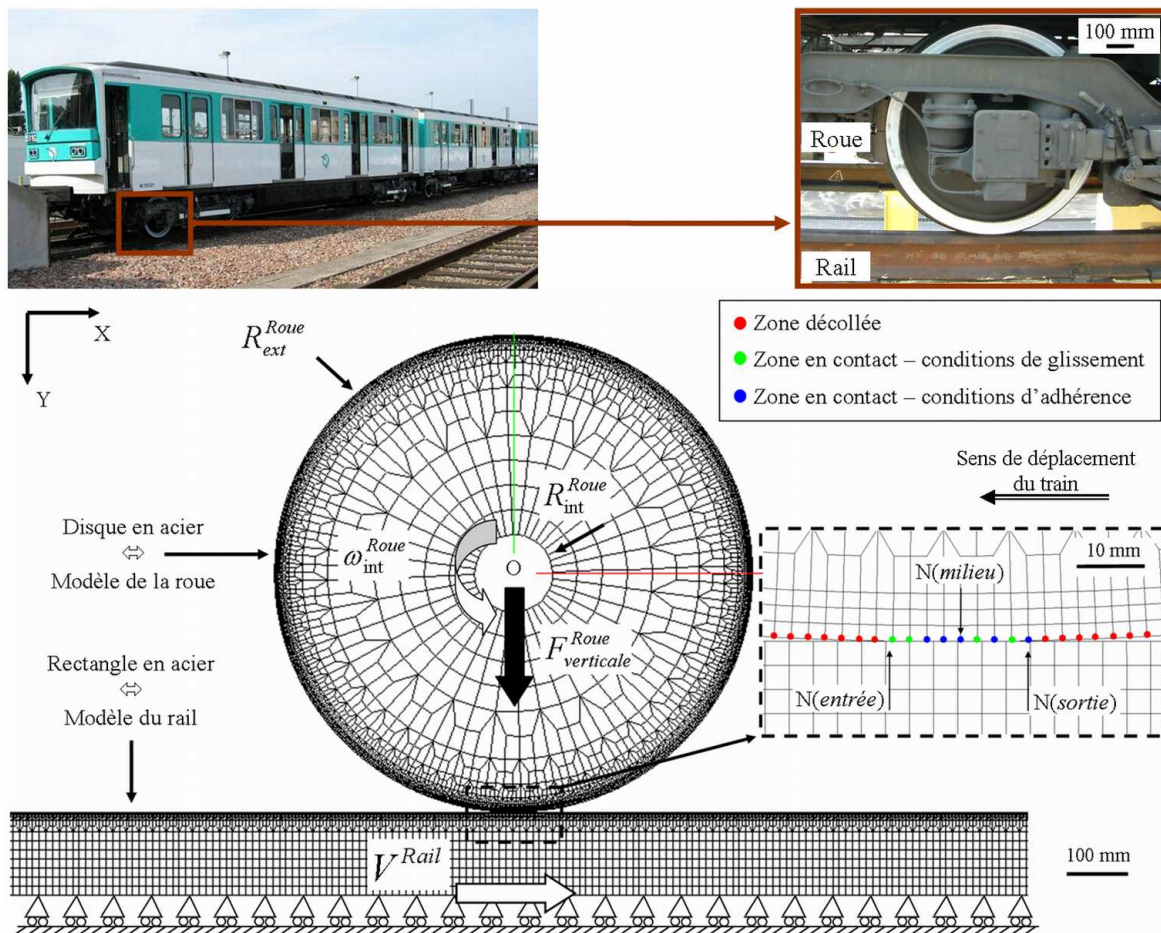 100 mm
Roue
Rail
X
Y
R_ext^Roue
Zone décollée
Zone en contact – conditions de glissement
Zone en contact – conditions d'adhérence
Sens de déplacement
du train
Disque en acier
⇔
Modèle de la roue
ω_int^Roue
R_int^Roue
O
F_verticale^Roue
N(milieu)
10 mm
N(entrée)
N(sortie)
Rectangle en acier
⇔
Modèle du rail
V^Rail
100 mm